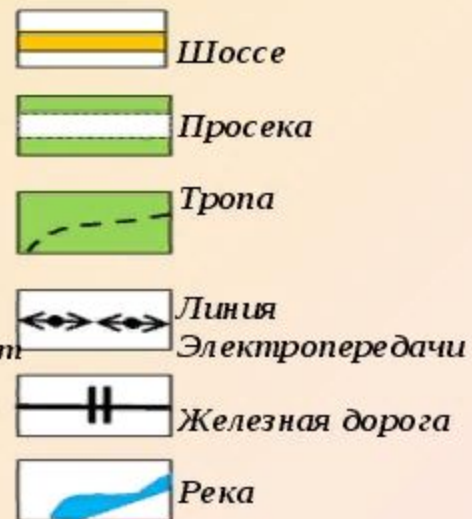 Шоссе
Просека
Тропа
Линия
Электропередачи
Железная дорога
Река